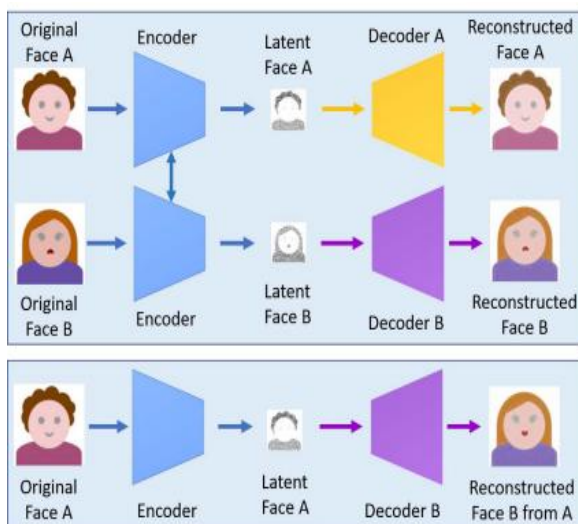 Original
Face A
Encoder
Latent
Face A
Decoder A
Reconstructed
Face A
Original
Face B
Encoder
Latent
Face B
Decoder B
Reconstructed
Face B
Original
Face A
Encoder
Latent
Face A
Decoder B
Reconstructed
Face B from A